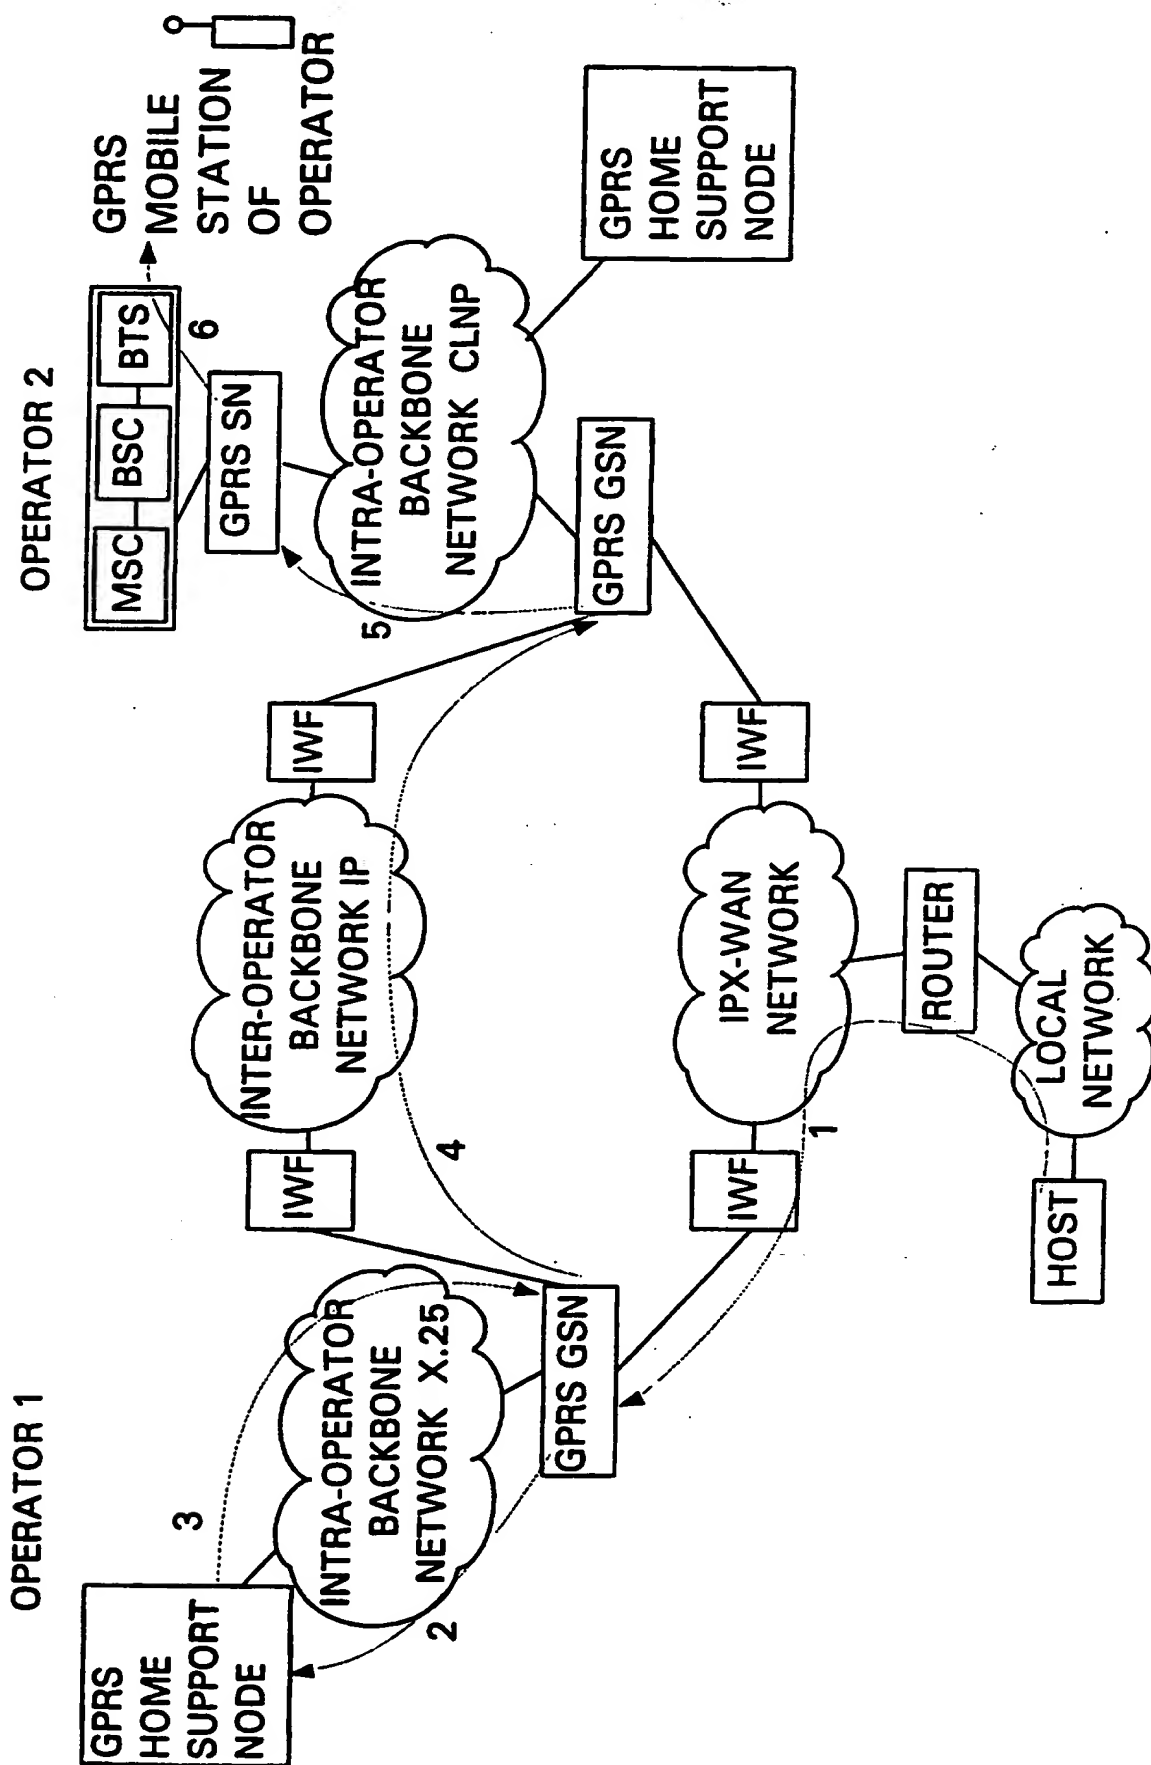 OPERATOR 1
OPERATOR 2
GPRS
HOME
SUPPORT
NODE
3
2
INTRA-OPERATOR
BACKBONE
NETWORK X.25
GPRS GSN
IWF
INTER-OPERATOR
BACKBONE
NETWORK IP
IWF
4
5
MSC
BSC
BTS
6
GPRS SN
GPRS
MOBILE
STATION
OF
OPERATOR
INTRA-OPERATOR
BACKBONE
NETWORK CLNP
GPRS GSN
GPRS
HOME
SUPPORT
NODE
IWF
1
IPX-WAN
NETWORK
IWF
ROUTER
HOST
LOCAL
NETWORK